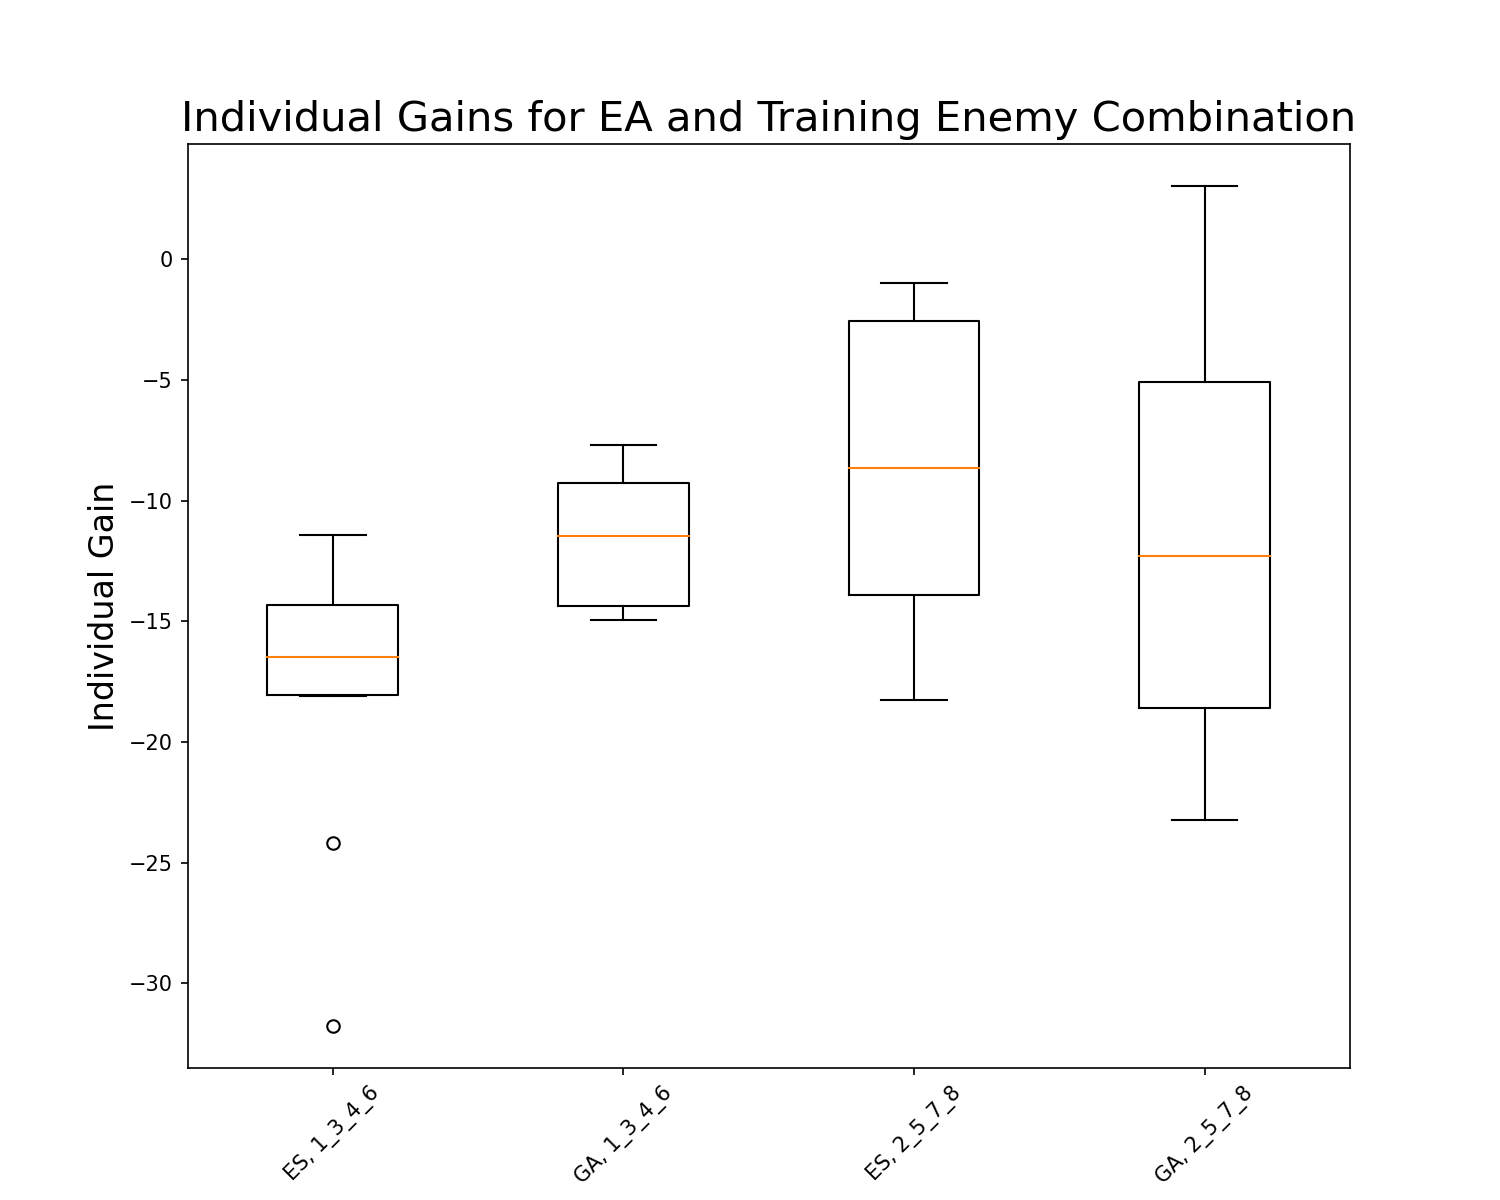 Individual Gains for EA and Training Enemy Combination
Individual Gain
0
−5
−10
−15
−20
−25
−30
ES, 1_3_4_6
GA, 1_3_4_6
ES, 2_5_7_8
GA, 2_5_7_8